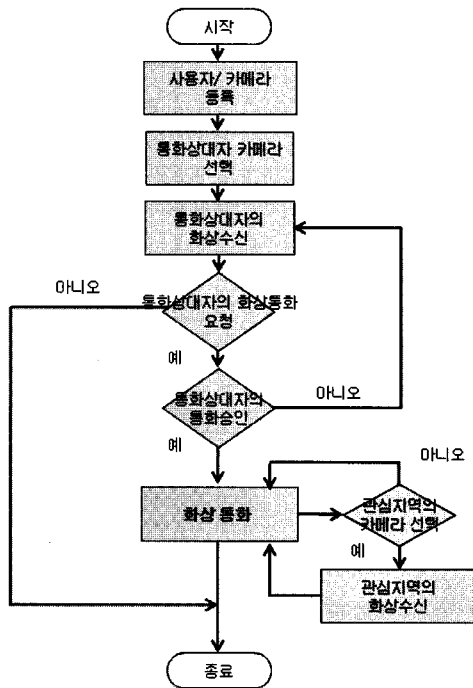 시작
사용자/ 카메라
등록
통화상대자 카메라
선택
통화상대자의
화상수신
아니오
통화상대자의 화상통화
요청
예
통화상대자의
통화승인
아니오
예
아니오
화상 통화
관심지역의
카메라 선택
예
관심지역의
화상수신
종료